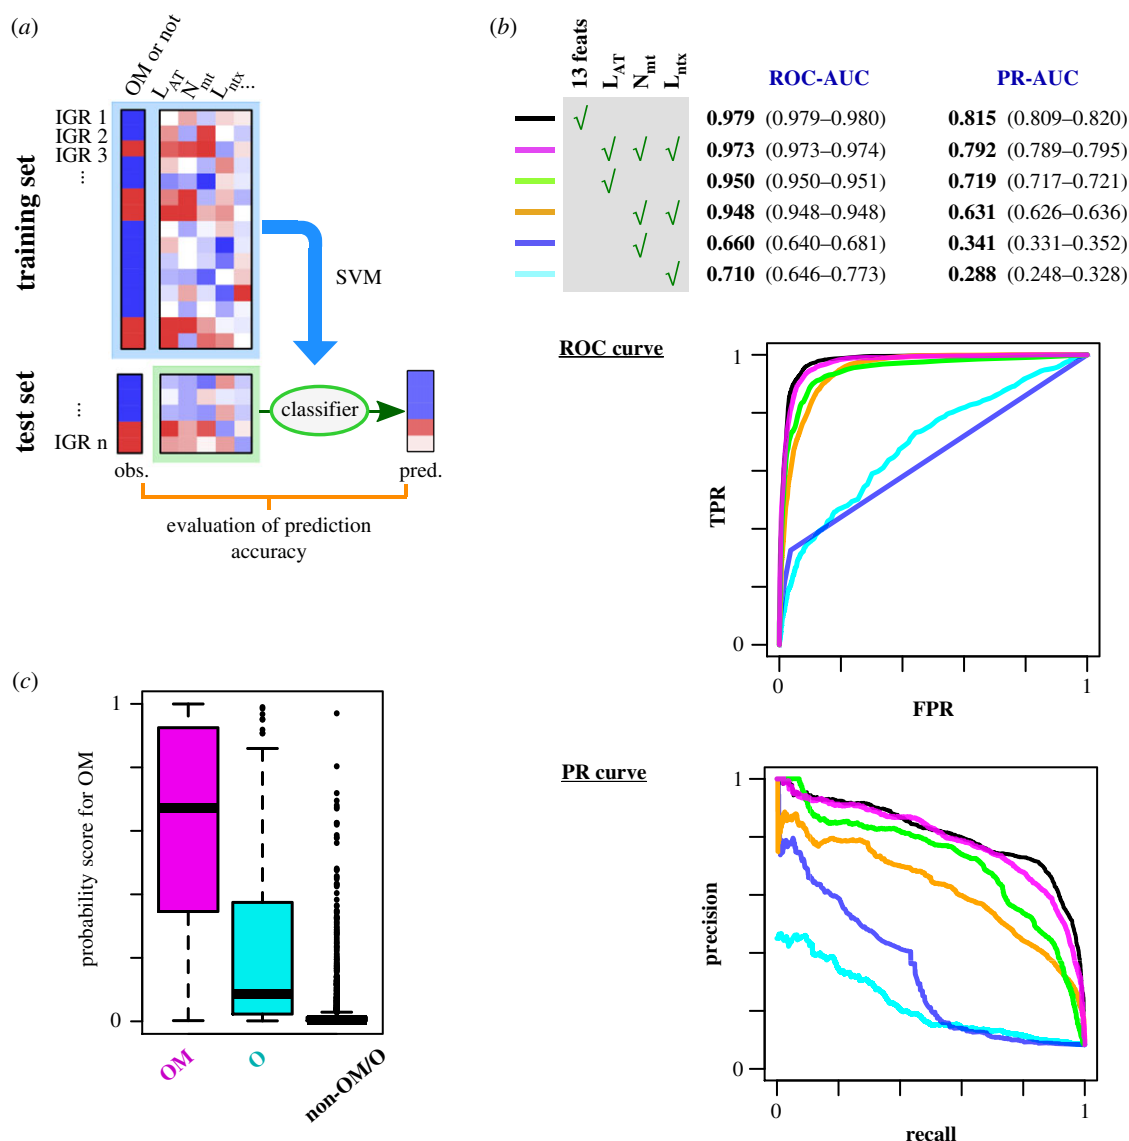 (a)
OM or not
L_AT
N_mt
L_ntx...
IGR 1
IGR 2
IGR 3
...
training set
SVM
test set
...
IGR n
classifier
obs.
pred.
evaluation of prediction
accuracy
(b)
13 feats
L_AT
N_mt
L_ntx
ROC-AUC PR-AUC
√ 0.979 (0.979–0.980) 0.815 (0.809–0.820)
√ √ √ 0.973 (0.973–0.974) 0.792 (0.789–0.795)
√ 0.950 (0.950–0.951) 0.719 (0.717–0.721)
√ √ 0.948 (0.948–0.948) 0.631 (0.626–0.636)
√ 0.660 (0.640–0.681) 0.341 (0.331–0.352)
√ 0.710 (0.646–0.773) 0.288 (0.248–0.328)
ROC curve
1
TPR
0
0 1
FPR
(c)
1
probability score for OM
0
OM
O
non-OM/O
PR curve
1
precision
0
0 1
recall